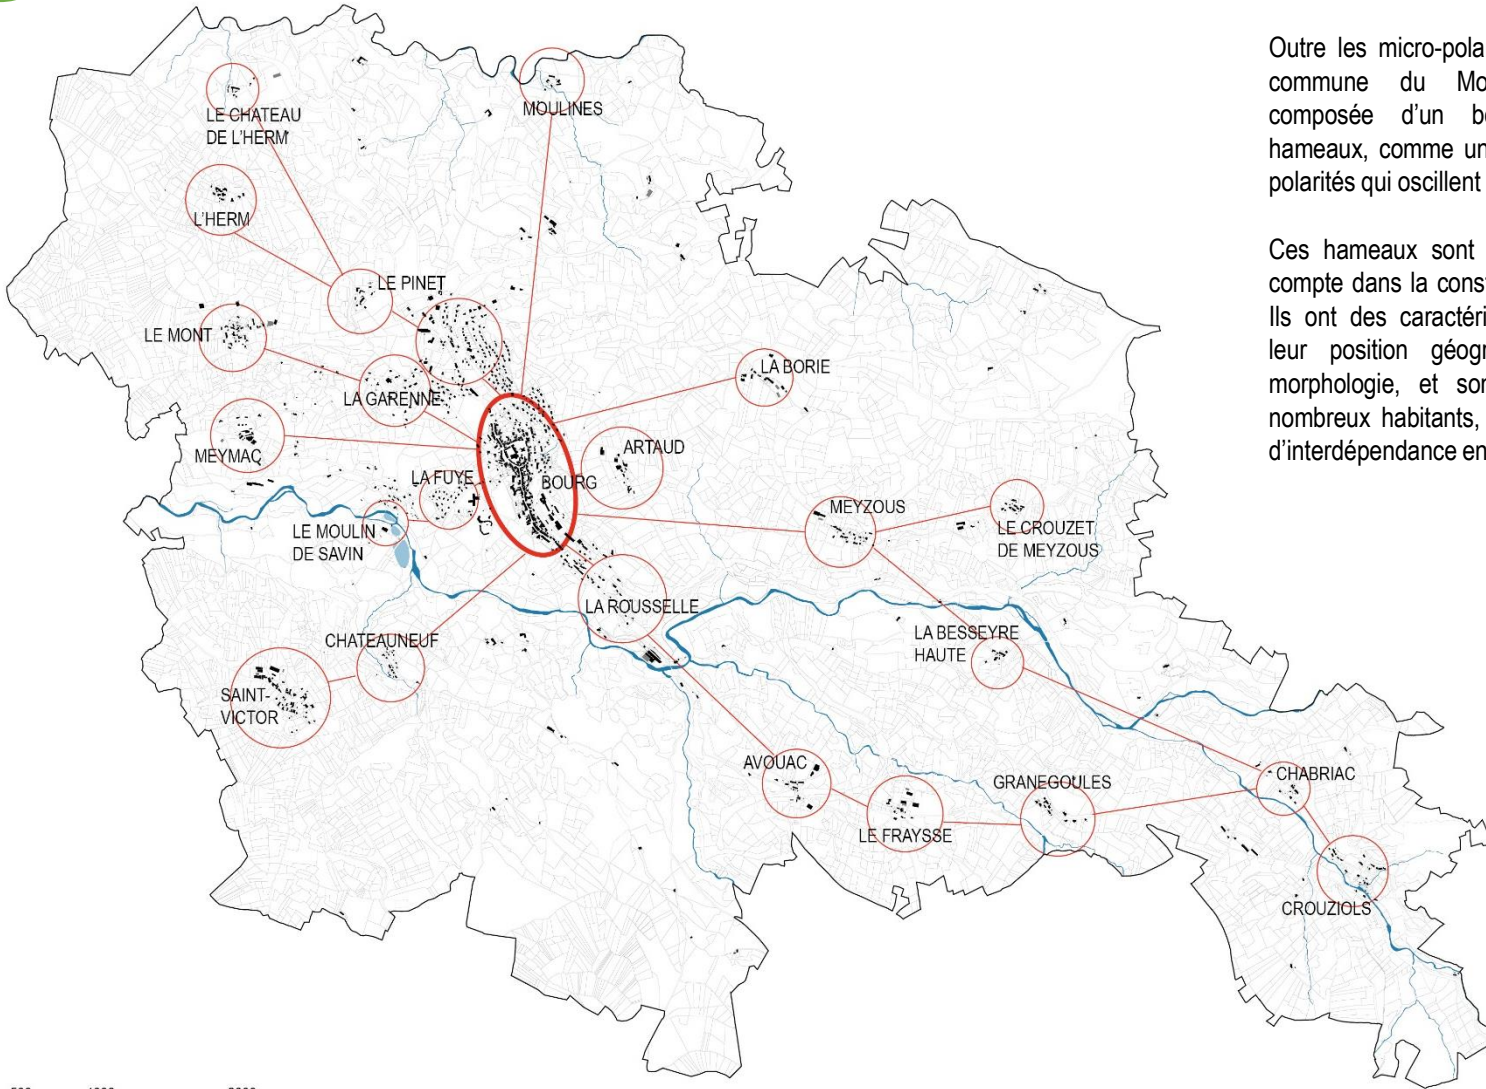 Outre les micro-pola
commune du Mo
composée d'un b
hameaux, comme un
polarités qui oscillent
Ces hameaux sont
compte dans la cons
Ils ont des caractéri
leur position géogr
morphologie, et son
nombreux habitants,
d'interdépendance en
LE CHATEAU
DE L'HERM
MOULINES
L'HERM
LE PINET
LE MONT
LA GARENNE
LA BORIE
MEYMAC
LA FUYE
BOURG
ARTAUD
LE MOULIN
DE SAVIN
MEYZOUS
LE CROUZET
DE MEYZOUS
LA ROUSSELLE
CHATEAUNEUF
LA BESSEYRE
HAUTE
SAINT-
VICTOR
AVOUAC
GRANEGOULES
CHABRIAC
LE FRAYSSE
CROUZIOLS